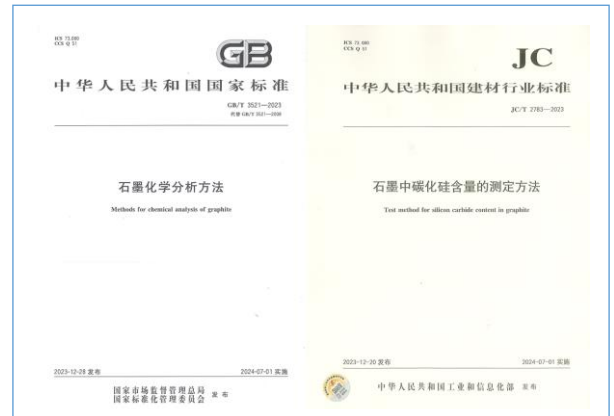 CCS Q 51
GB
中华人民共和国国家标准
GB/T 3521—2023
石墨化学分析方法
Methods for chemical analysis of graphite
2023-12-28 发布
2024-07-01 实施
国家市场监督管理总局
国家标准化管理委员会
发 布
JC
中华人民共和国建材行业标准
JC/T 2783—2023
石墨中碳化硅含量的测定方法
Test method for silicon carbide content in graphite
2023-12-20 发布
2024-07-01 实施
中华人民共和国工业和信息化部 发 布